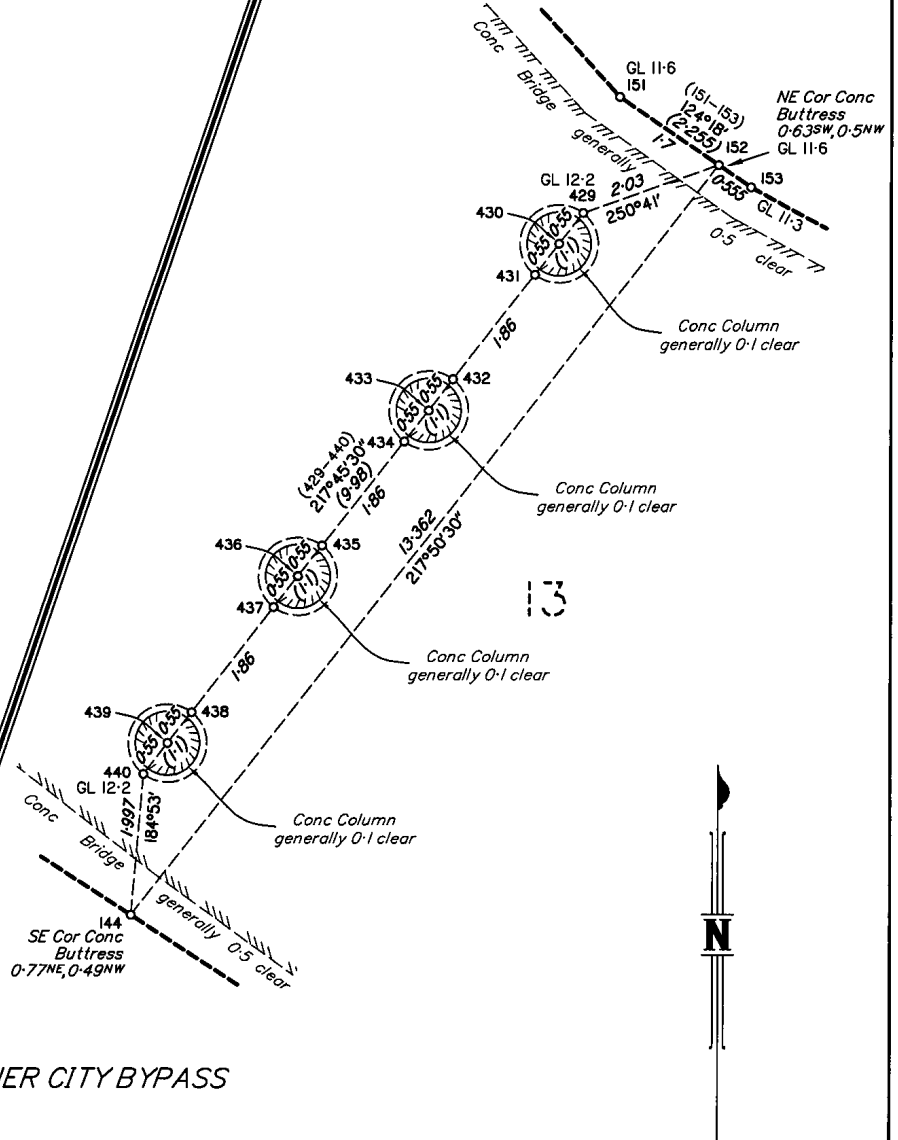 Conc
Bridge
generally
0·5
clear
GL 11·6
151
(151–153)
124°18'
(2·255)
1·7
152
NE Cor Conc
Buttress
0·63SW, 0·5NW
GL 11·6
0·555
153
GL 11·3
GL 12·2
429
2·03
250°41'
430
0·55
0·55
(1·1)
431
Conc Column
generally 0·1 clear
1·86
432
433
0·55
0·55
(1·1)
434
Conc Column
generally 0·1 clear
(429–440)
217°45'30"
(9·98)
1·86
13·362
217°50'30"
435
436
0·55
0·55
(1·1)
437
13
Conc Column
generally 0·1 clear
1·86
438
439
0·55
0·55
(1·1)
440
GL 12·2
Conc Column
generally 0·1 clear
1·997
184°53'
Conc
Bridge
generally
0·5
clear
144
SE Cor Conc
Buttress
0·77NE, 0·49NW
N
NER CITY BYPASS